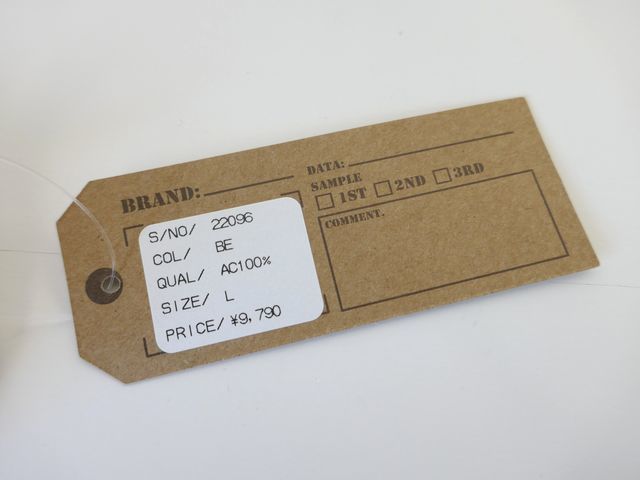 BRAND:
DATA:
SAMPLE
1ST 2ND 3RD
COMMENT.
S/NO/ 22096
COL/ BE
QUAL/ AC100%
SIZE/ L
PRICE/ ¥9,790